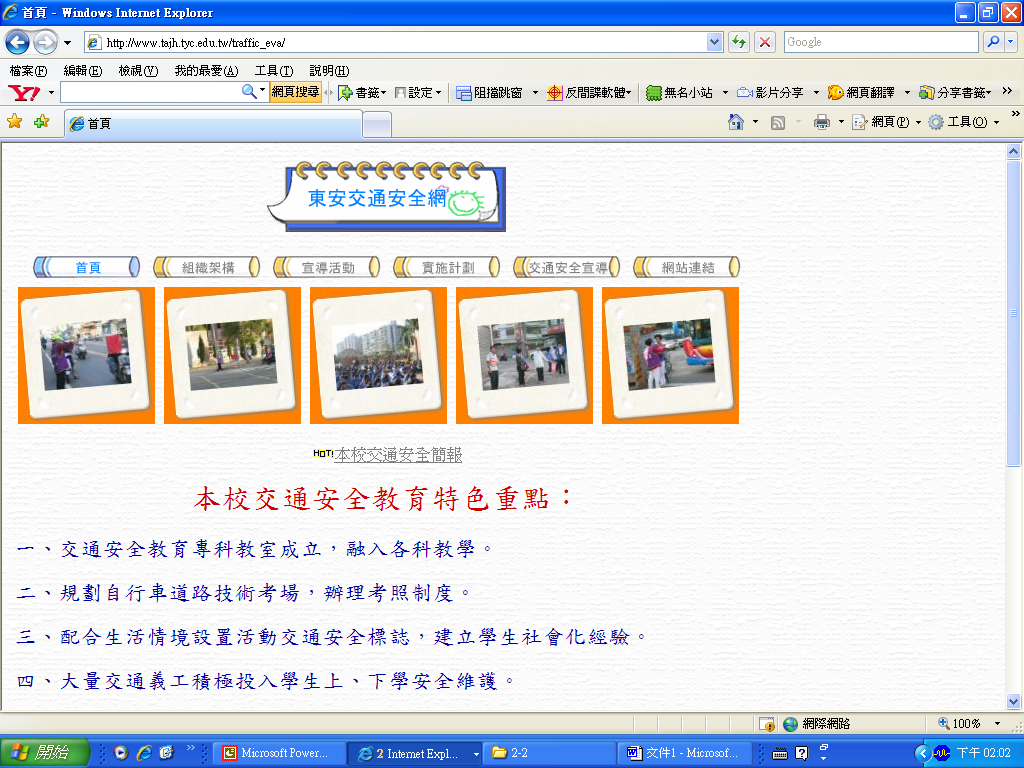 首頁 - Windows Internet Explorer
http://www.tajh.tyc.edu.tw/traffic_eva/
Google
檔案(F) 編輯(E) 檢視(V) 我的最愛(A) 工具(T) 說明(H)
Y! 網頁搜尋 書籤 設定 阻擋跳窗 反間諜軟體 無名小站 影片分享 網頁翻譯 分享書籤
首頁 網頁(P) 工具(O)
東安交通安全網
首頁 組織架構 宣導活動 實施計劃 交通安全宣導 網站連結
HOT!本校交通安全簡報
本校交通安全教育特色重點：
一、交通安全教育專科教室成立，融入各科教學。
二、規劃自行車道路技術考場，辦理考照制度。
三、配合生活情境設置活動交通安全標誌，建立學生社會化經驗。
四、大量交通義工積極投入學生上、下學安全維護。
網際網路 100%
開始 Microsoft Power... 2 Internet Expl... 2-2 文件1 - Microsof... 下午 02:02